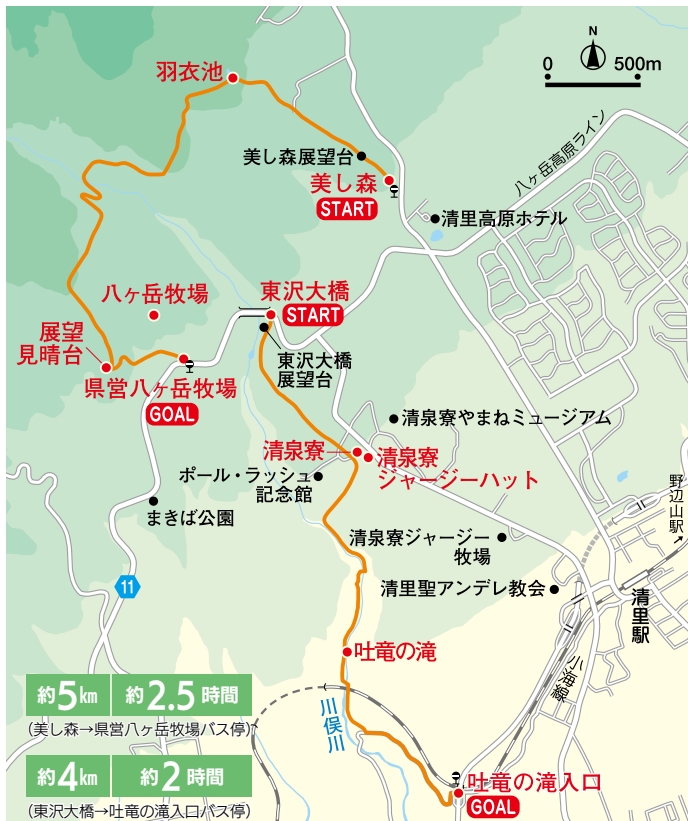 N
0 500m
羽衣池
美し森展望台
美し森
START
八ヶ岳高原ライン
清里高原ホテル
八ヶ岳牧場
東沢大橋
START
展望
見晴台
東沢大橋
展望台
県営八ヶ岳牧場
GOAL
清泉寮やまねミュージアム
清泉寮
清泉寮
ジャージーハット
ポール・ラッシュ
記念館
野辺山駅
まきば公園
清泉寮ジャージー
牧場
11
清里聖アンデレ教会
清里駅
吐竜の滝
小海線
川俣川
約5km 約2.5時間
(美し森→県営八ヶ岳牧場バス停)
約4km 約2時間
(東沢大橋→吐竜の滝入口バス停)
吐竜の滝入口
GOAL